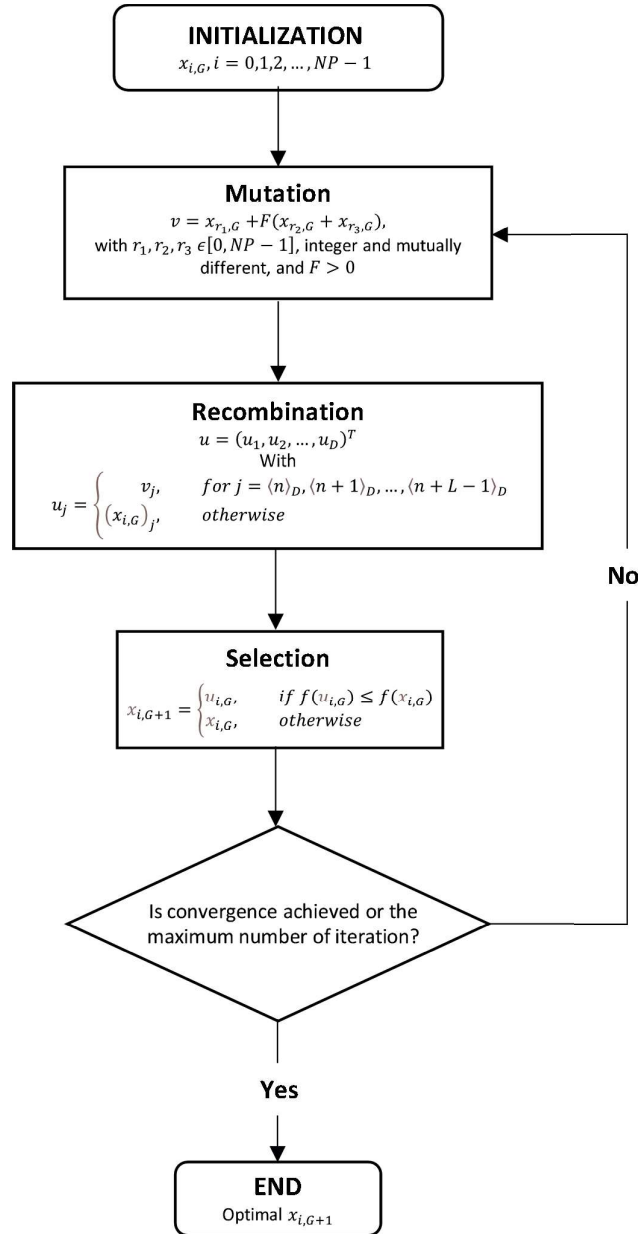 INITIALIZATION
x_{i,G}, i = 0,1,2, … , NP − 1
Mutation
v = x_{r_1,G} +F(x_{r_2,G} + x_{r_3,G}),
with r_1, r_2, r_3 ϵ[0, NP − 1], integer and mutually
different, and F > 0
Recombination
u = (u_1, u_2, … , u_D)^T
With
u_j = { v_j, for j = ⟨n⟩_D, ⟨n + 1⟩_D, … , ⟨n + L − 1⟩_D
(x_{i,G})_j, otherwise
No
Selection
x_{i,G+1} = { u_{i,G}, if f(u_{i,G}) ≤ f(x_{i,G})
x_{i,G}, otherwise
Is convergence achieved or the
maximum number of iteration?
Yes
END
Optimal x_{i,G+1}